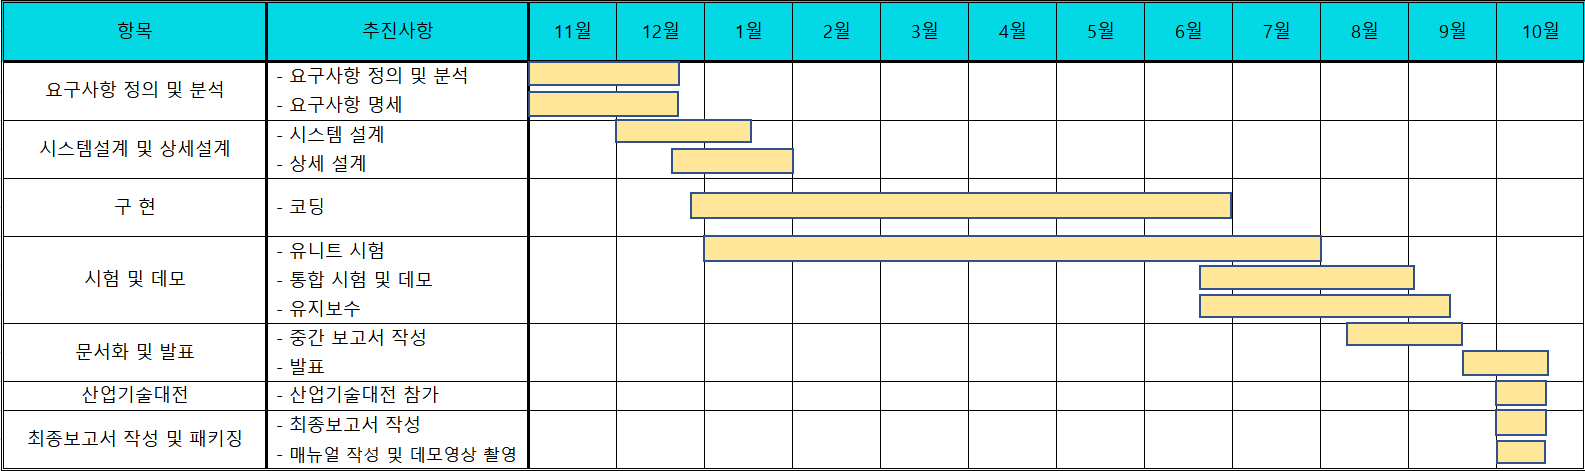 항목 추진사항 11월 12월 1월 2월 3월 4월 5월 6월 7월 8월 9월 10월
요구사항 정의 및 분석
- 요구사항 정의 및 분석
- 요구사항 명세
시스템설계 및 상세설계
- 시스템 설계
- 상세 설계
구 현
- 코딩
시험 및 데모
- 유니트 시험
- 통합 시험 및 데모
- 유지보수
문서화 및 발표
- 중간 보고서 작성
- 발표
산업기술대전
- 산업기술대전 참가
최종보고서 작성 및 패키징
- 최종보고서 작성
- 매뉴얼 작성 및 데모영상 촬영